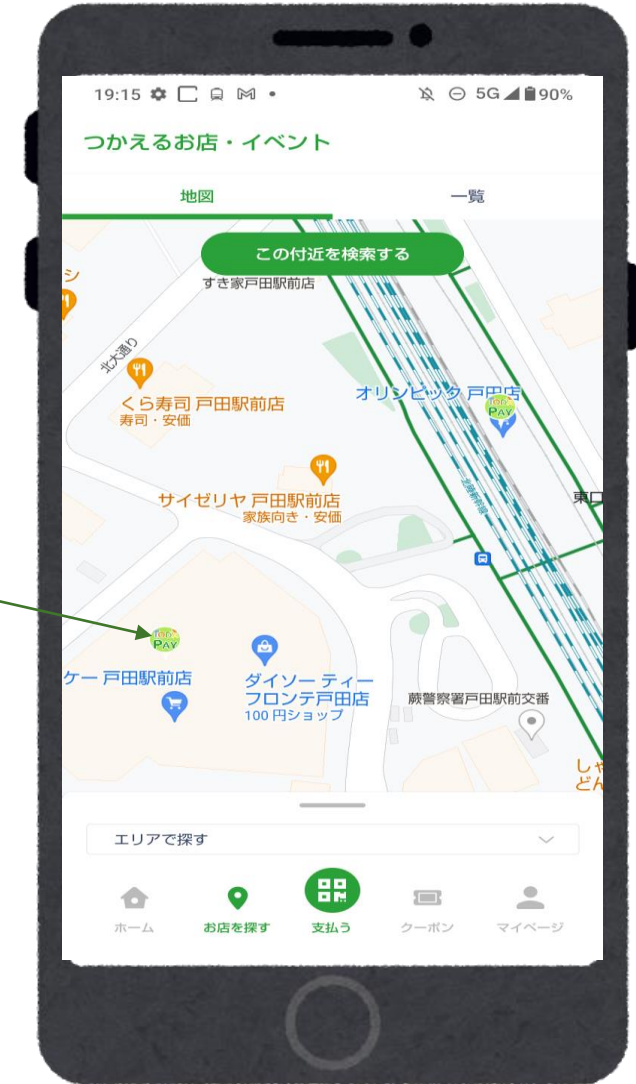 19:15
5G 90%
つかえるお店・イベント
地図
一覧
この付近を検索する
シ
すき家戸田駅前店
北大通り
くら寿司 戸田駅前店
寿司・安価
オリンピック 戸田店
PAY
サイゼリヤ 戸田駅前店
家族向き・安価
東口
PAY
ケー 戸田駅前店
ダイソー ティー
フロンテ戸田店
100 円ショップ
蕨警察署戸田駅前交番
しゃ
どん
エリアで探す
ホーム
お店を探す
支払う
クーポン
マイページ